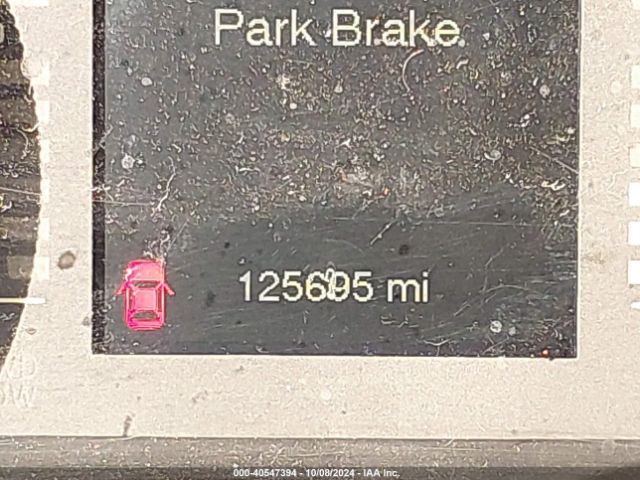 Park Brake
125695 mi
000-40547394 - 10/08/2024 - IAA Inc.